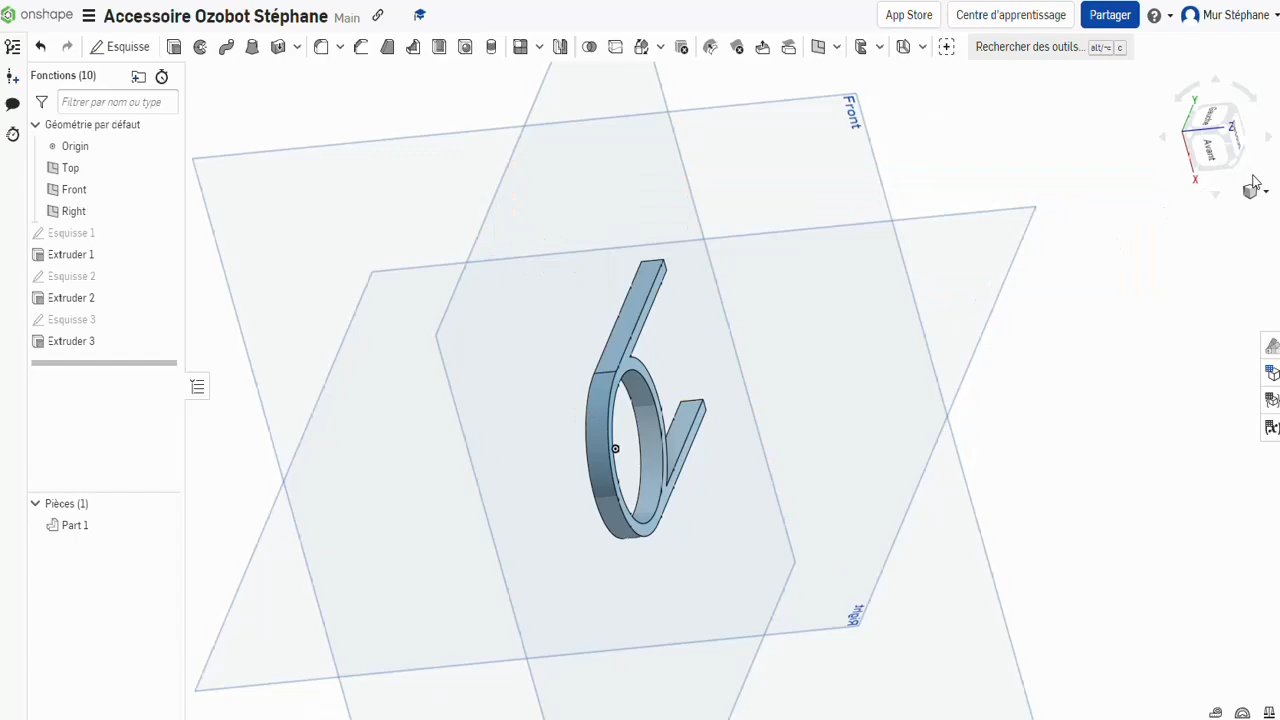 onshape Accessoire Ozobot Stéphane Main App Store Centre d'apprentissage Partager Mur Stéphane
Esquisse Rechercher des outils... alt/⌥ c
Fonctions (10)
Filtrer par nom ou type
Géométrie par défaut
Origin
Top
Front
Right
Esquisse 1
Extruder 1
Esquisse 2
Extruder 2
Esquisse 3
Extruder 3
Pièces (1)
Part 1
Front
Right
Y
Z
X
Avant